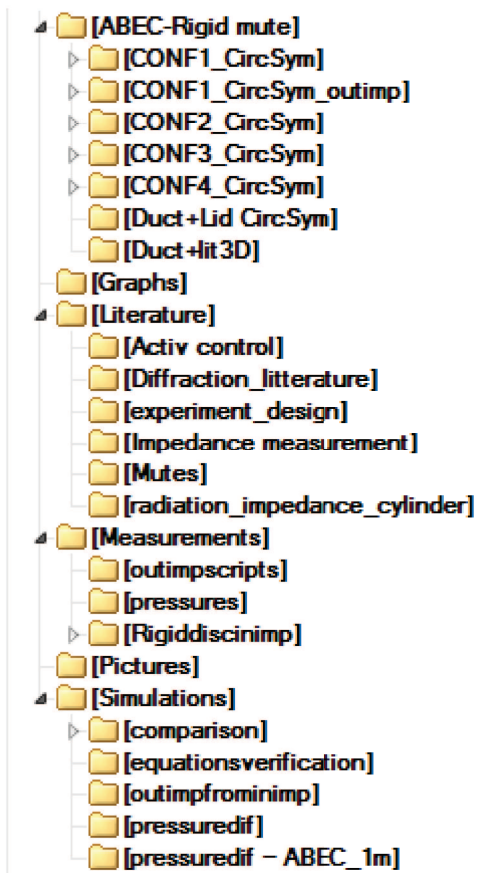 [ABEC-Rigid mute]
[CONF1_CircSym]
[CONF1_CircSym_outimp]
[CONF2_CircSym]
[CONF3_CircSym]
[CONF4_CircSym]
[Duct+Lid CircSym]
[Duct+lit3D]
[Graphs]
[Literature]
[Activ control]
[Diffraction_litterature]
[experiment_design]
[Impedance measurement]
[Mutes]
[radiation_impedance_cylinder]
[Measurements]
[outimpscripts]
[pressures]
[Rigiddiscinimp]
[Pictures]
[Simulations]
[comparison]
[equationsverification]
[outimpfrominimp]
[pressuredif]
[pressuredif – ABEC_1m]